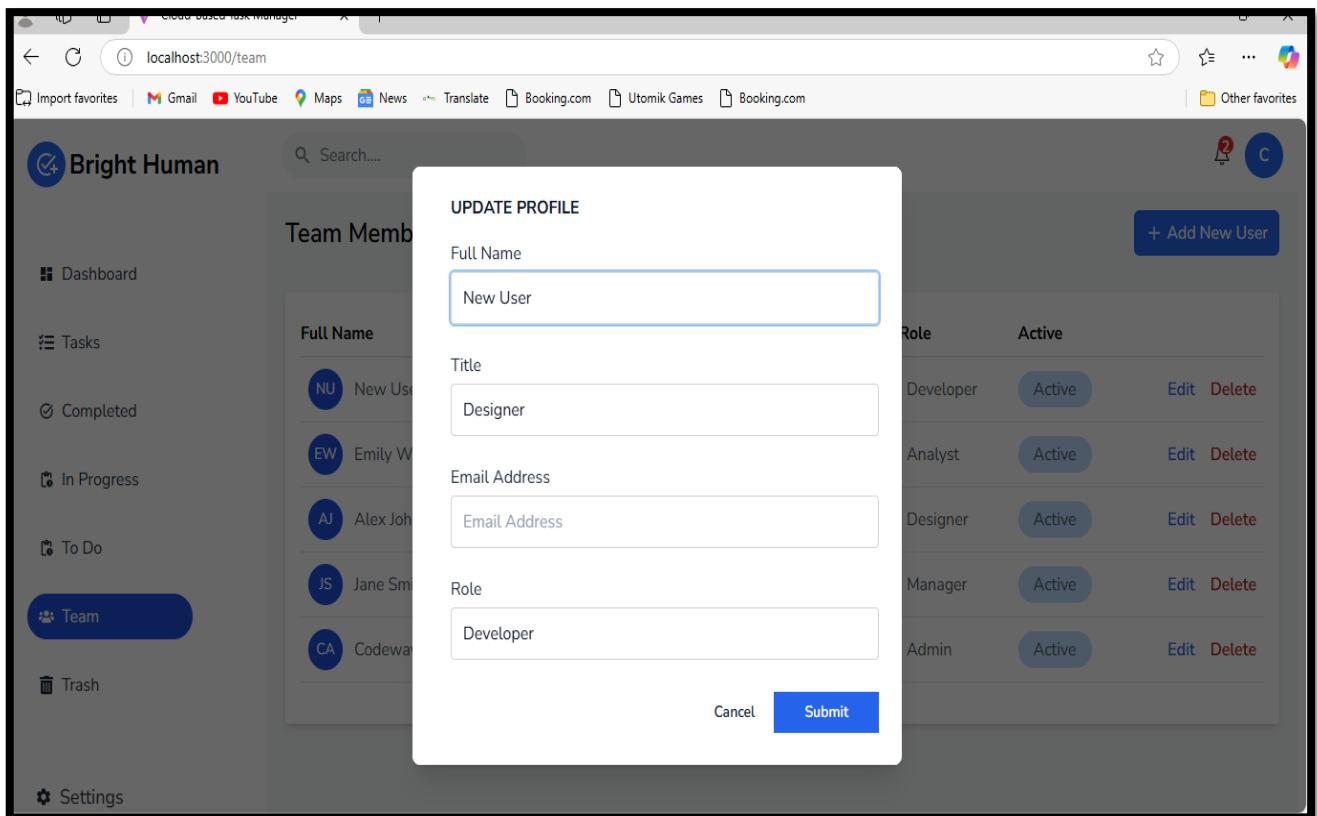 Cloud-Based Task Manager
localhost:3000/team
Import favorites Gmail YouTube Maps News Translate Booking.com Utomik Games Booking.com Other favorites
Bright Human
Search....
2
C
UPDATE PROFILE
Team Memb
+ Add New User
Full Name
New User
Dashboard
Full Name Role Active
Tasks
Title
NU New Use Developer Active Edit Delete
Designer
Completed
EW Emily W Analyst Active Edit Delete
Email Address
In Progress
Email Address
AJ Alex Joh Designer Active Edit Delete
To Do
JS Jane Smi Manager Active Edit Delete
Role
Team
Developer
CA Codewa Admin Active Edit Delete
Trash
Cancel Submit
Settings